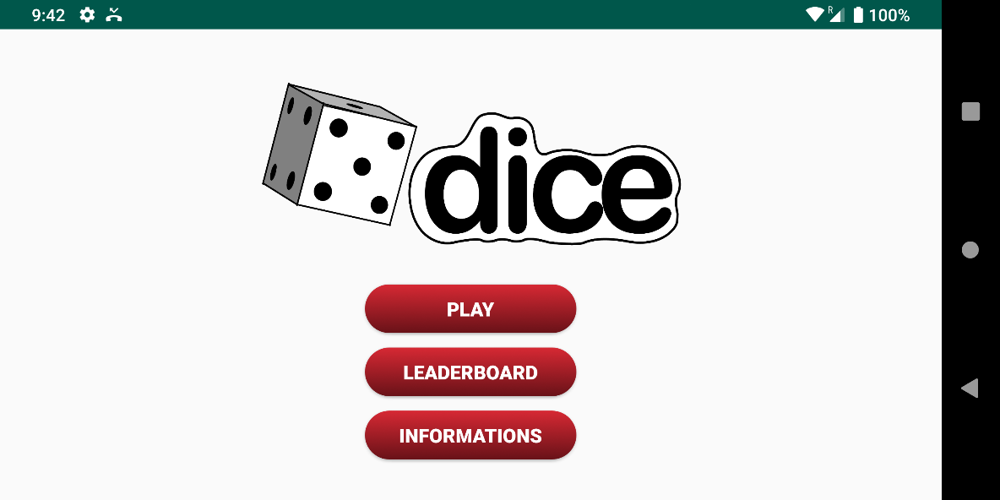 9:42 R 100%
dice
PLAY
LEADERBOARD
INFORMATIONS